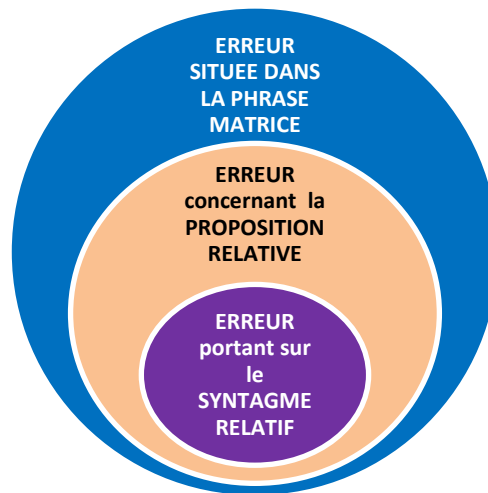 ERREUR
SITUEE DANS
LA PHRASE
MATRICE
ERREUR
concernant la
PROPOSITION
RELATIVE
ERREUR
portant sur
le
SYNTAGME
RELATIF